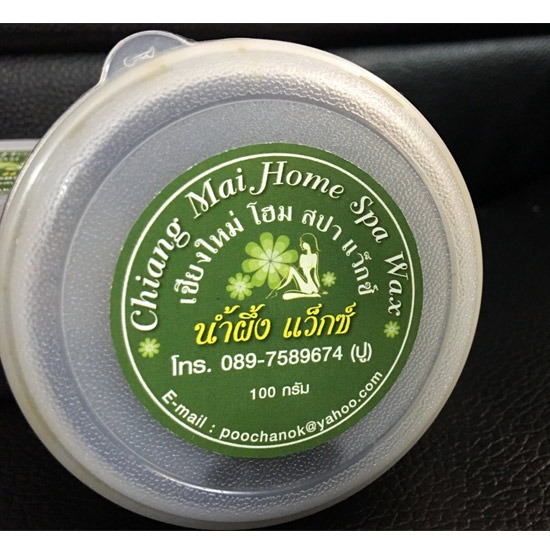 Chiang Mai Home Spa Wax
เชียงใหม่ โฮม สปา แว็กซ์
น้ำผึ้ง แว็กซ์
โทร. 089-7589674 (ปู)
100 กรัม
E-mail : poochanok@yahoo.com